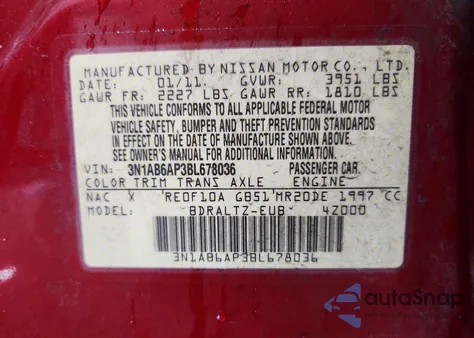 MANUFACTURED BY NISSAN MOTOR CO., LTD.
DATE: 01/11. GVWR: 3951 LBS
GAWR FR: 2227 LBS GAWR RR: 1810 LBS
THIS VEHICLE CONFORMS TO ALL APPLICABLE FEDERAL MOTOR
VEHICLE SAFETY, BUMPER AND THEFT PREVENTION STANDARDS
IN EFFECT ON THE DATE OF MANUFACTURE SHOWN ABOVE.
SEE OWNER'S MANUAL FOR ADDITIONAL INFORMATION
VIN: 3N1AB6AP3BL678036 PASSENGER CAR.
COLOR TRIM TRANS AXLE ENGINE
NAC X RE0F10A GB51 MR20DE 1997 CC
MODEL: BDRALTZ-EUB 4Z000
3N1AB6AP3BL678036
autoSnap